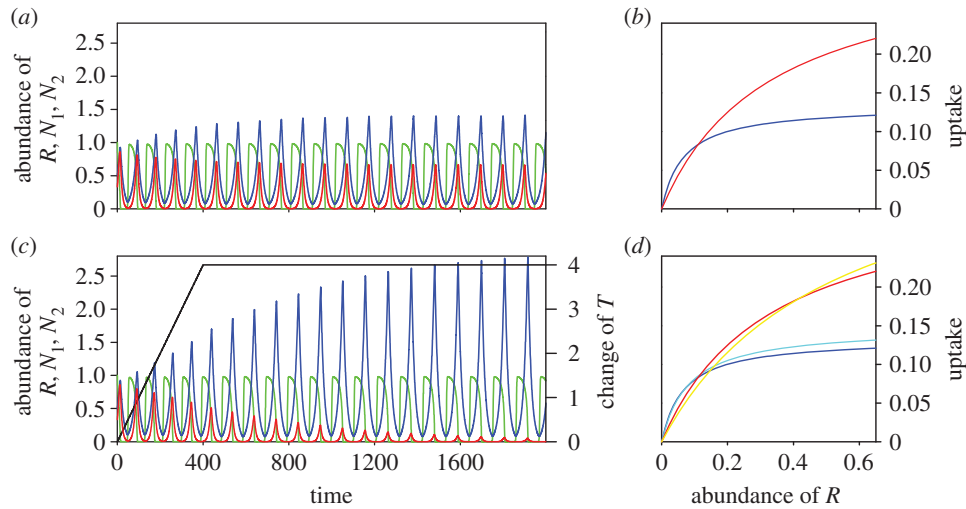 (a)
(b)
abundance of
R, N1, N2
2.5
2.0
1.5
1.0
0.5
0
0.20
0.15
0.10
0.05
0
uptake
(c)
(d)
abundance of
R, N1, N2
2.5
2.0
1.5
1.0
0.5
0
4
3
2
1
0
change of T
0.20
0.15
0.10
0.05
0
uptake
0 400 800 1200 1600
time
0 0.2 0.4 0.6
abundance of R